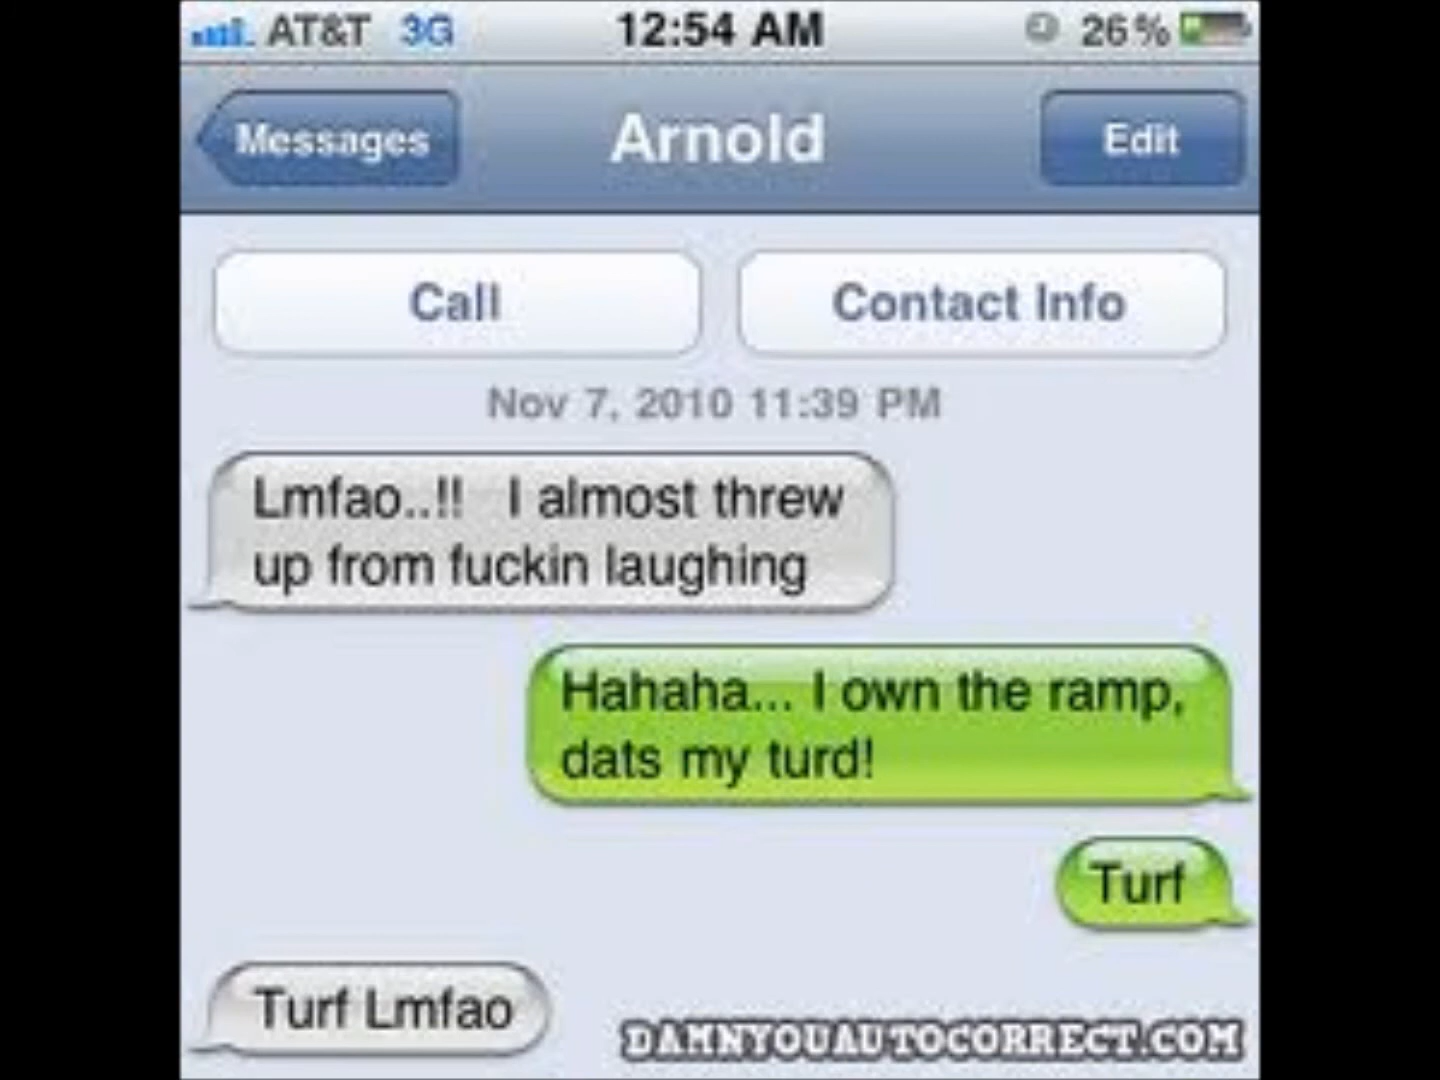 AT&T 3G 12:54 AM 26%
Messages Arnold Edit
Call Contact Info
Nov 7, 2010 11:39 PM
Lmfao..!! I almost threw
up from fuckin laughing
Hahaha... I own the ramp,
dats my turd!
Turf
Turf Lmfao
DAMNYOUAUTOCORRECT.COM